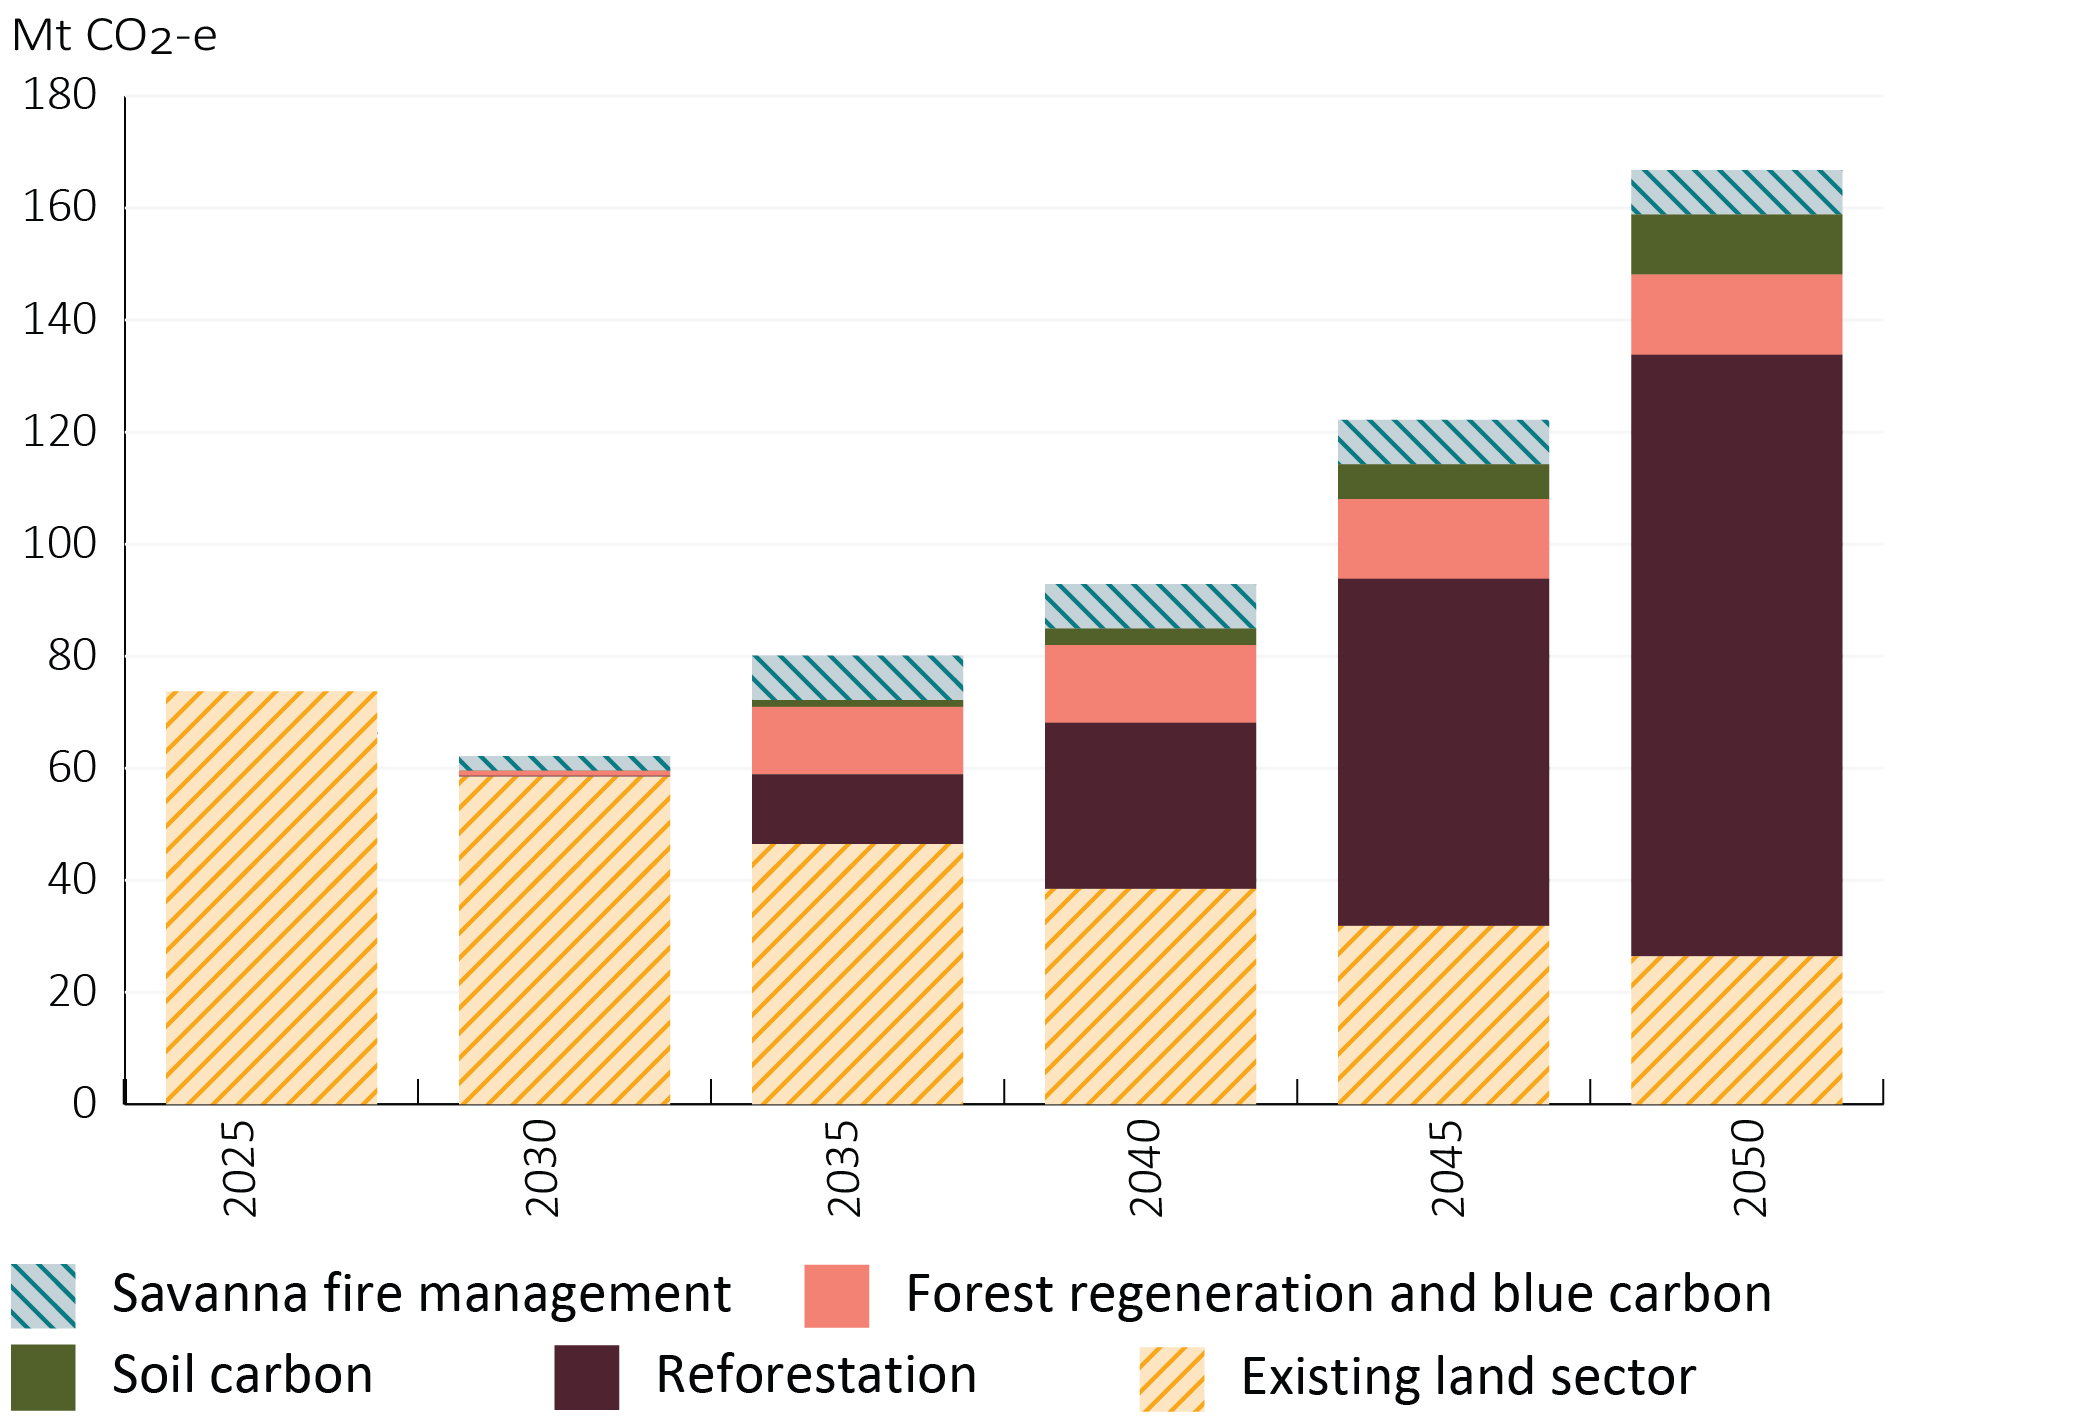 Mt CO2-e
180
160
140
120
100
80
60
40
20
0
2025
2030
2035
2040
2045
2050
Savanna fire management
Forest regeneration and blue carbon
Soil carbon
Reforestation
Existing land sector